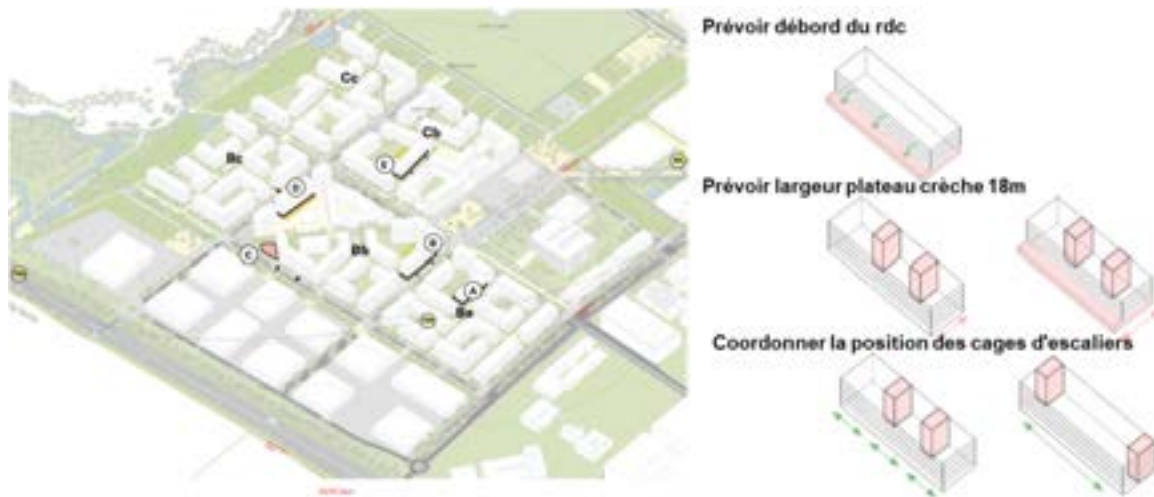 Prévoir débord du rdc
Cc
Cb
E
Prévoir largeur plateau crèche 18m
Bc
D
B
Bb
C
A
Ba
Coordonner la position des cages d'escaliers